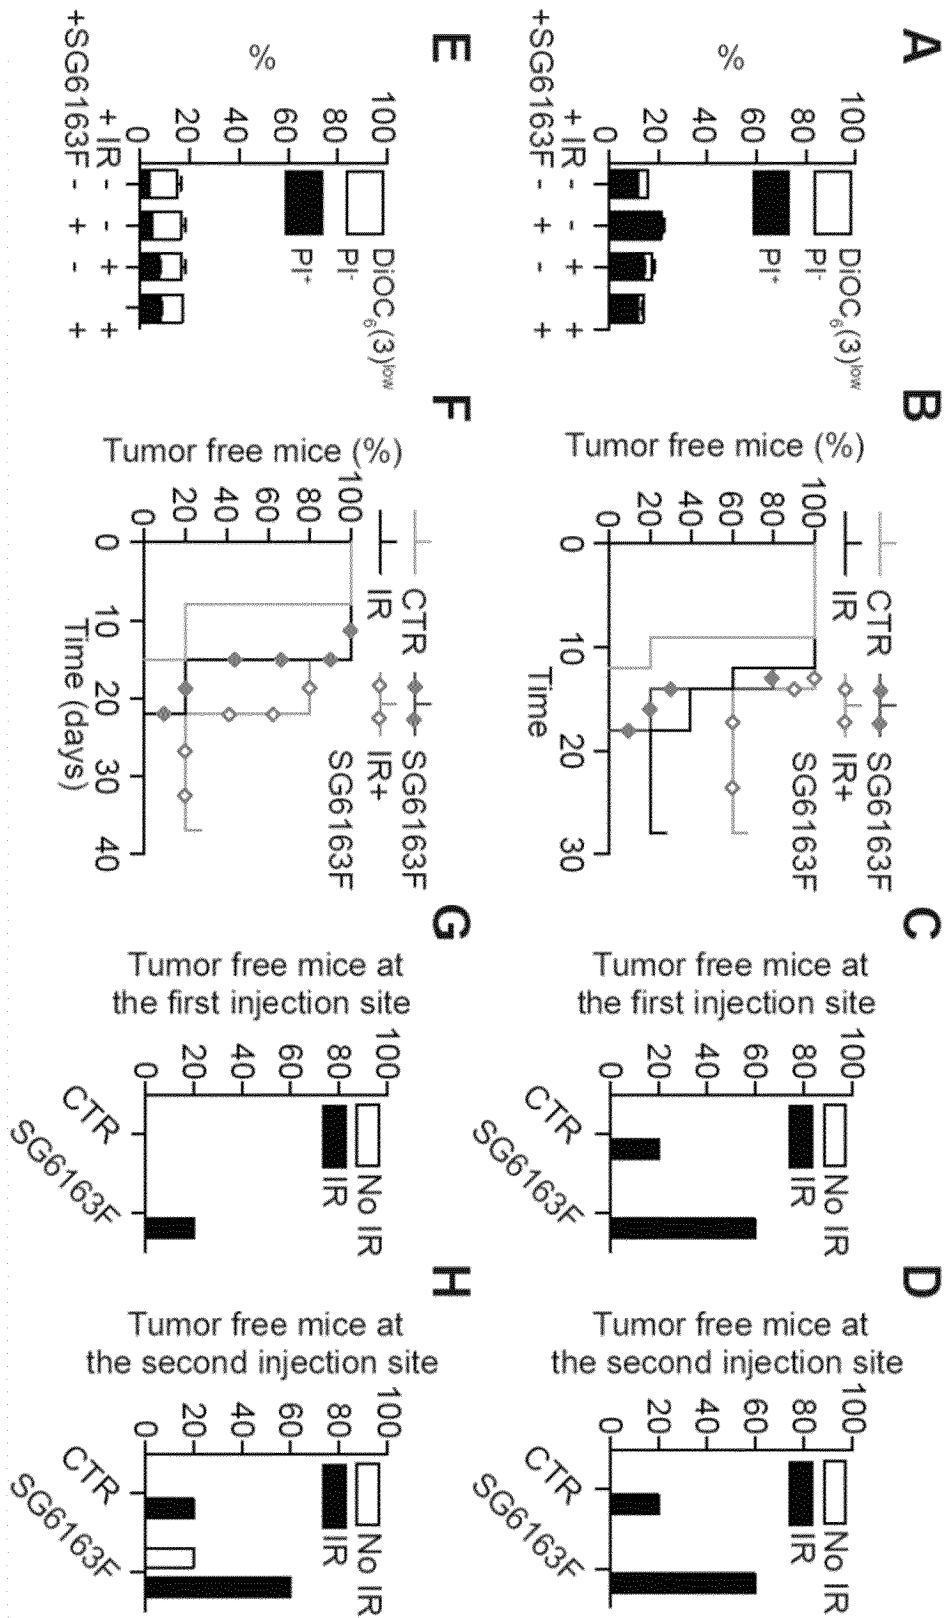 A
%
100
80
60
40
20
0
DiOC6(3)low
PI-
PI+
+ IR - - + +
+SG6163F - + - +
B
Tumor free mice (%)
100
80
60
40
20
0
0 10 20 30
Time
CTR
IR
SG6163F
IR+
SG6163F
C
Tumor free mice at
the first injection site
100
80
60
40
20
0
No IR
IR
CTR
SG6163F
D
Tumor free mice at
the second injection site
100
80
60
40
20
0
No IR
IR
CTR
SG6163F
E
%
100
80
60
40
20
0
DiOC6(3)low
PI-
PI+
+ IR - - + +
+SG6163F - + - +
F
Tumor free mice (%)
100
80
60
40
20
0
0 10 20 30 40
Time (days)
CTR
IR
SG6163F
IR+
SG6163F
G
Tumor free mice at
the first injection site
100
80
60
40
20
0
No IR
IR
CTR
SG6163F
H
Tumor free mice at
the second injection site
100
80
60
40
20
0
No IR
IR
CTR
SG6163F